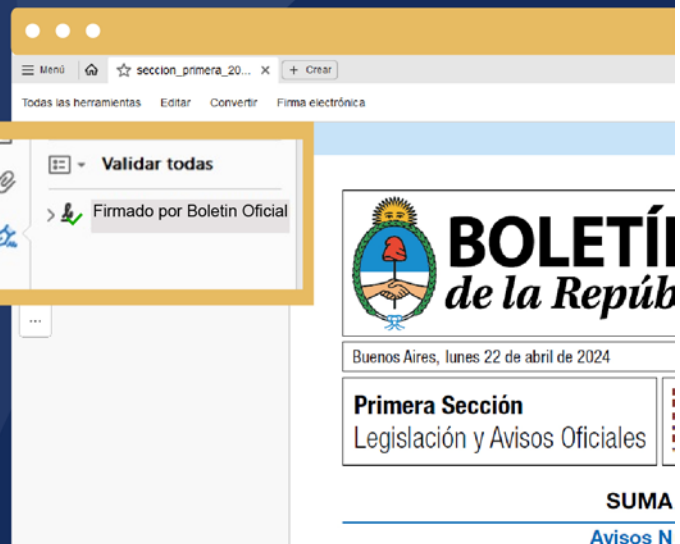 Menú
seccion_primera_20...
+ Crear
Todas las herramientas Editar Convertir Firma electrónica
Validar todas
Firmado por Boletin Oficial
...
BOLETÍ
de la Repúb
Buenos Aires, lunes 22 de abril de 2024
Primera Sección
Legislación y Avisos Oficiales
SUMA
Avisos N